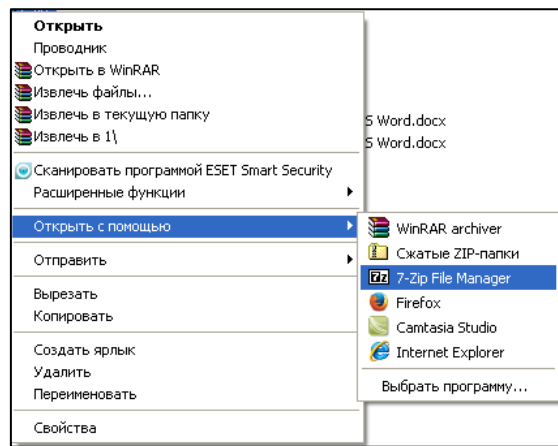 Открыть
Проводник
Открыть в WinRAR
Извлечь файлы...
Извлечь в текущую папку
Извлечь в 1\
S Word.docx
S Word.docx
Сканировать программой ESET Smart Security
Расширенные функции
Открыть с помощью
Отправить
Вырезать
Копировать
Создать ярлык
Удалить
Переименовать
Свойства
WinRAR archiver
Сжатые ZIP-папки
7z 7-Zip File Manager
Firefox
Camtasia Studio
Internet Explorer
Выбрать программу...